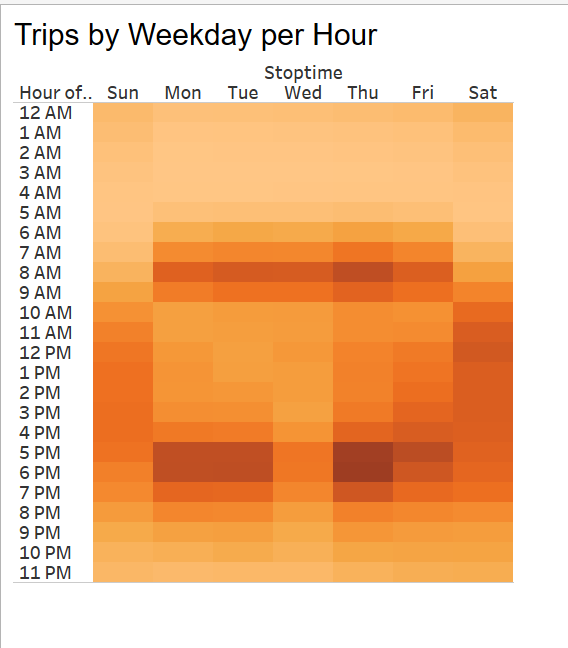 Trips by Weekday per Hour
Stoptime
Hour of.. Sun Mon Tue Wed Thu Fri Sat
12 AM
1 AM
2 AM
3 AM
4 AM
5 AM
6 AM
7 AM
8 AM
9 AM
10 AM
11 AM
12 PM
1 PM
2 PM
3 PM
4 PM
5 PM
6 PM
7 PM
8 PM
9 PM
10 PM
11 PM